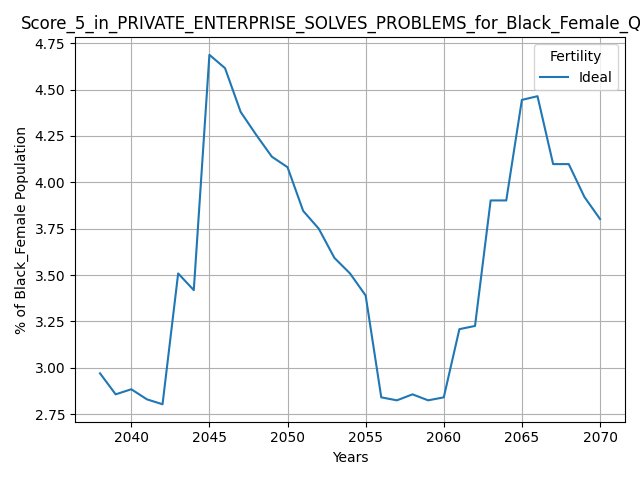 Score_5_in_PRIVATE_ENTERPRISE_SOLVES_PROBLEMS_for_Black_Female_Q
Fertility
Ideal
4.75
4.50
4.25
4.00
3.75
3.50
3.25
3.00
2.75
% of Black_Female Population
2040 2045 2050 2055 2060 2065 2070
Years